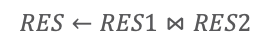 RES ← RES1 ⋈ RES2